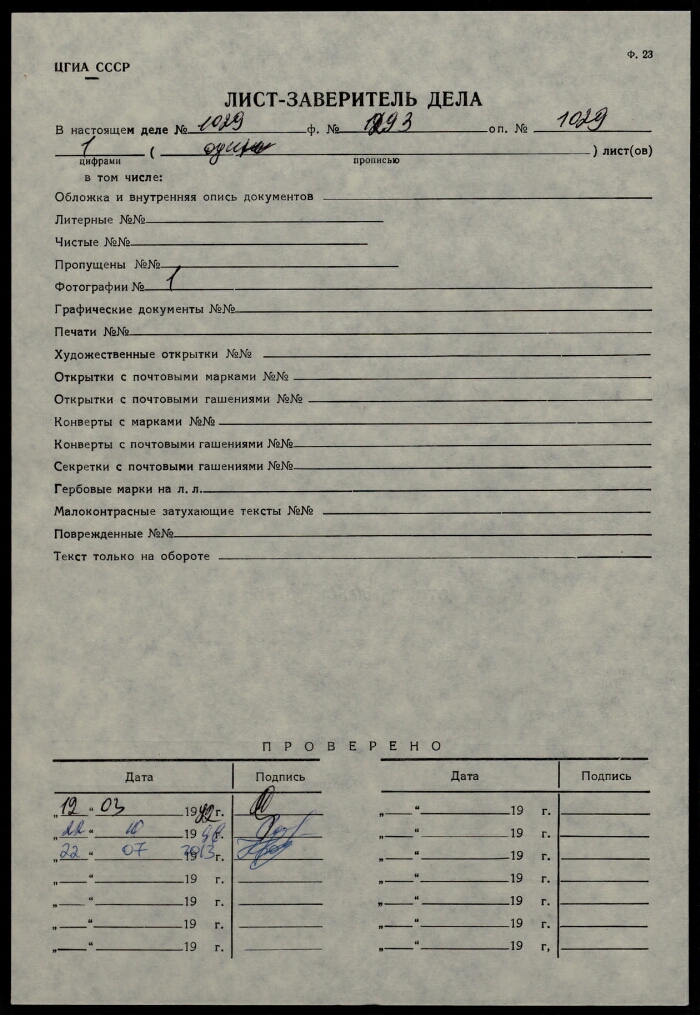 ЦГИА СССР
Ф. 23
ЛИСТ-ЗАВЕРИТЕЛЬ ДЕЛА
В настоящем деле № 1029 ф. № 1293 оп. № 1029
1 ( один ) лист(ов)
цифрами прописью
в том числе:
Обложка и внутренняя опись документов
Литерные №№
Чистые №№
Пропущены №№
Фотографии № 1
Графические документы №№
Печати №№
Художественные открытки №№
Открытки с почтовыми марками №№
Открытки с почтовыми гашениями №№
Конверты с марками №№
Конверты с почтовыми гашениями №№
Секретки с почтовыми гашениями №№
Гербовые марки на л. л.
Малоконтрасные затухающие тексты №№
Поврежденные №№
Текст только на обороте
ПРОВЕРЕНО
Дата Подпись Дата Подпись
„12“ 03 1992 г. „ “ 19 г.
„22“ 10 1998 г. „ “ 19 г.
„22“ 07 2013 г. „ “ 19 г.
„ “ 19 г. „ “ 19 г.
„ “ 19 г. „ “ 19 г.
„ “ 19 г. „ “ 19 г.
„ “ 19 г. „ “ 19 г,